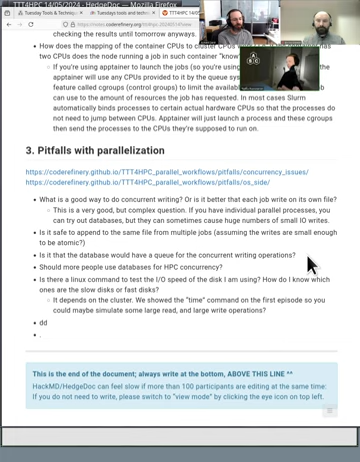 TTT4HPC 14/05/2024 - HedgeDoc — Mozilla Firefox
Tuesday Tools & Techniqu
Tuesdays tools and techn
TTT4HPC
https://notes.coderefinery.org
checking the results until tomorrow anyways.
How does the mapping of the container CPUs to cluster CPUs
has
two CPUs does the node running a job in such container "know
If you're using apptainer to launch the jobs (so you're using
the
apptainer will use any CPUs provided to it by the queue sys
feature called cgroups (control groups) to limit the availab
b
can use to the amount of resources the job has requested. In most cases Slurm
automatically binds processes to certain actual hardware CPUs so that the processes do
not need to jump between CPUs. Apptainer will just launch a process and these cgroups
then send the processes to the CPUs they're supposed to run on.
3. Pitfalls with parallelization
https://coderefinery.github.io/TTT4HPC_parallel_workflows/pitfalls/concurrency_issues/
https://coderefinery.github.io/TTT4HPC_parallel_workflows/pitfalls/os_side/
What is a good way to do concurrent writing? Or is it better that each job write on its own file?
This is a very good, but complex question. If you have individual parallel processes, you
can try out databases, but they can sometimes cause huge numbers of small IO writes.
Is it safe to append to the same file from multiple jobs (assuming the writes are small enough
to be atomic?)
Is it that the database would have a queue for the concurrent writing operations?
Should more people use databases for HPC concurrency?
Is there a linux command to test the I/O speed of the disk I am using? How do I know which
ones are the slow disks or fast disks?
It depends on the cluster. We showed the "time" command on the first episode so you
could maybe simulate some large read, and large write operations?
dd
.
This is the end of the document; always write at the bottom, ABOVE THIS LINE ^^
HackMD/HedgeDoc can feel slow if more than 100 participants are editing at the same time:
If you do not need to write, please switch to "view mode" by clicking the eye icon on top left.